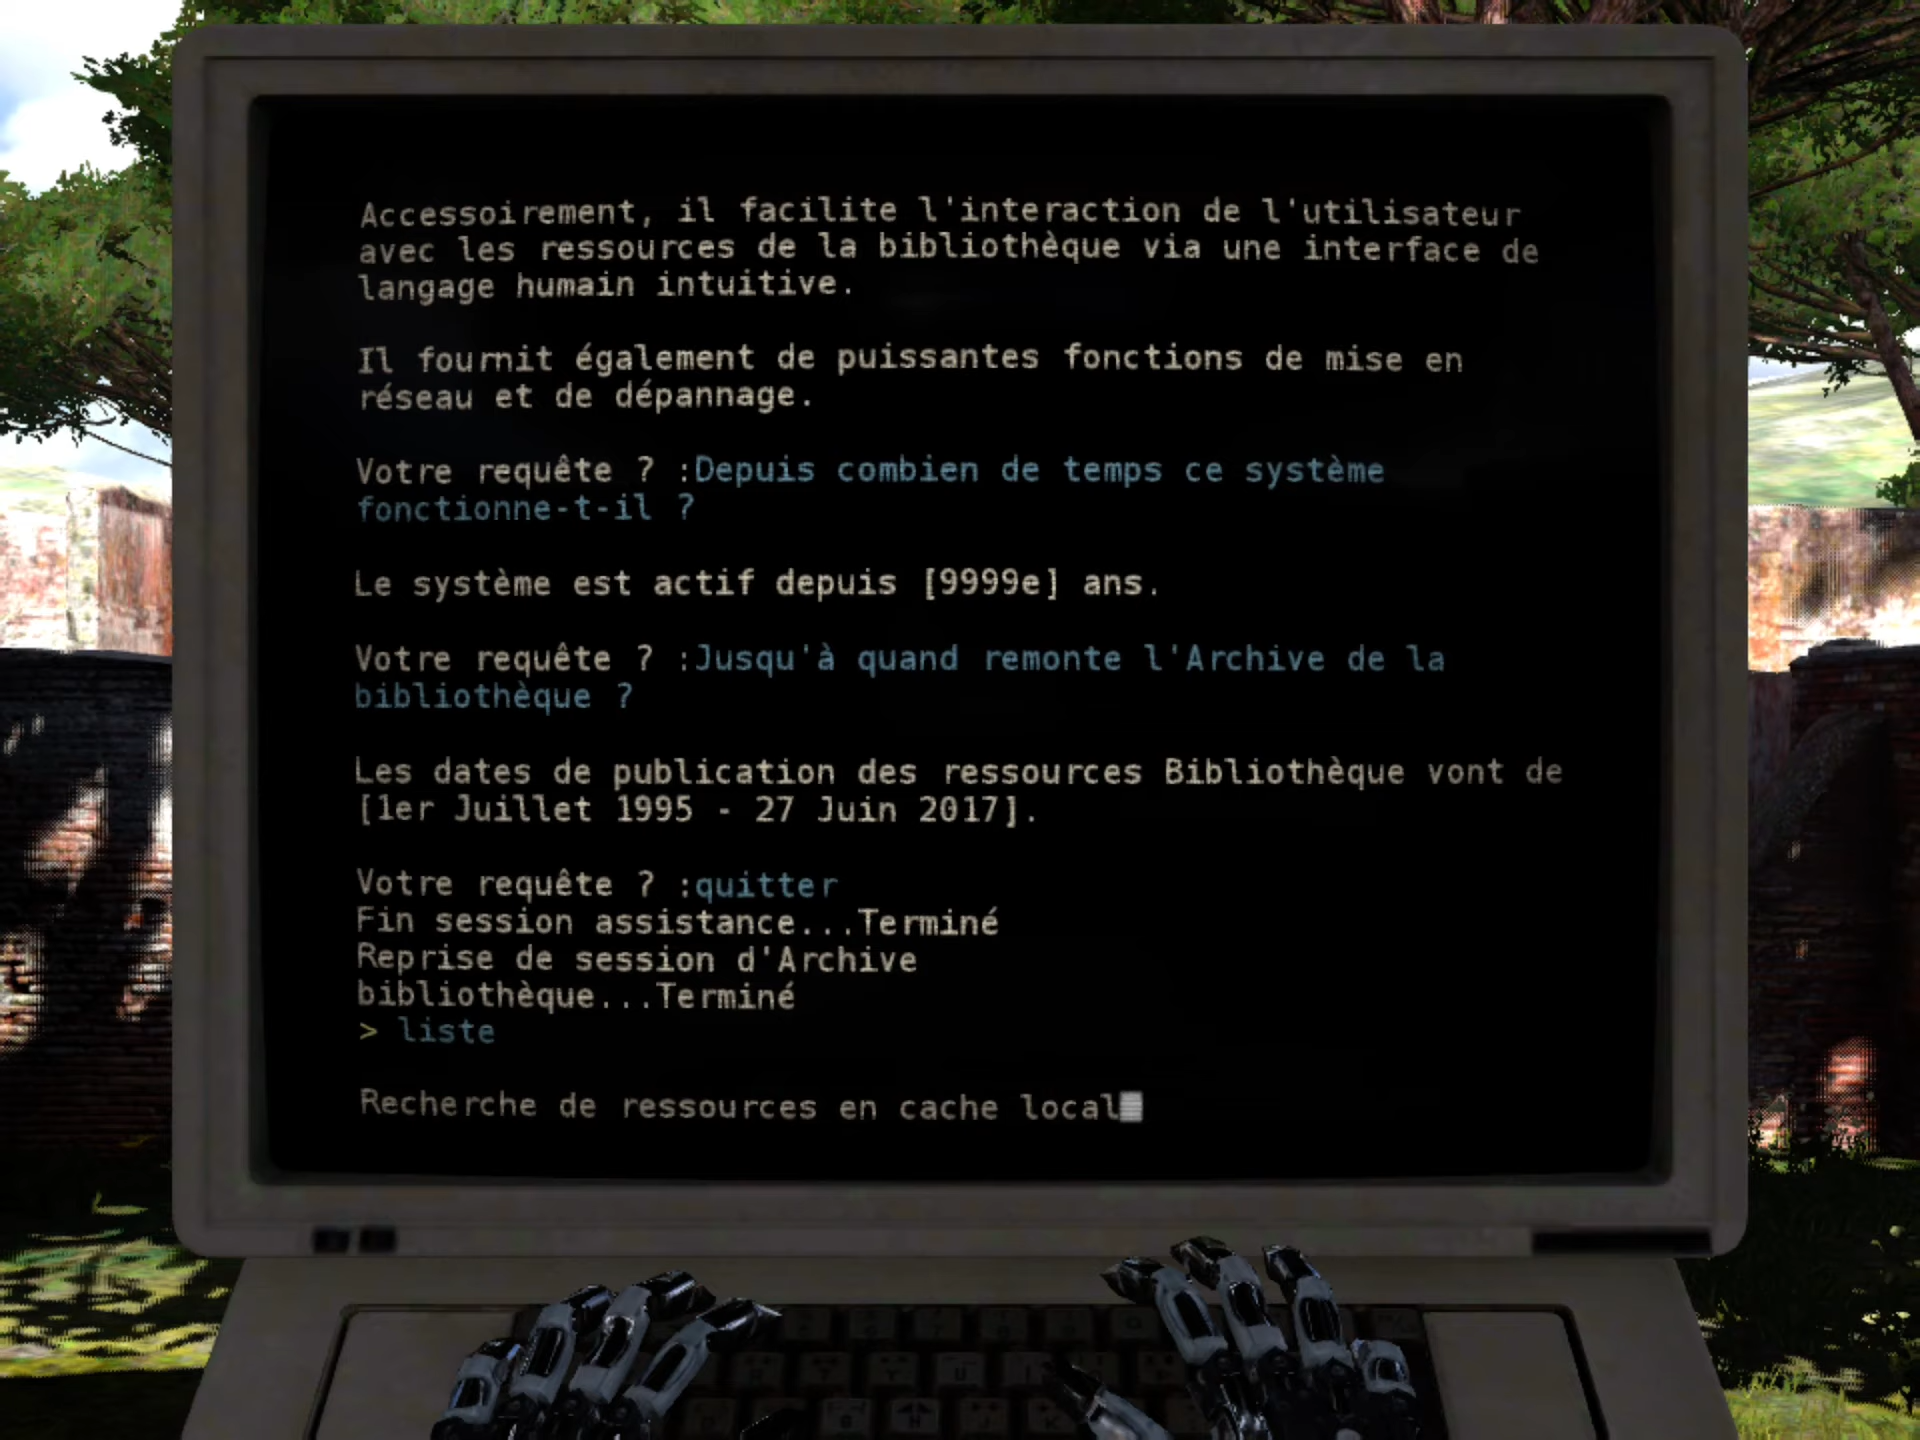 Accessoirement, il facilite l'interaction de l'utilisateur
avec les ressources de la bibliothèque via une interface de
langage humain intuitive.
Il fournit également de puissantes fonctions de mise en
réseau et de dépannage.
Votre requête ? :Depuis combien de temps ce système
fonctionne-t-il ?
Le système est actif depuis [9999e] ans.
Votre requête ? :Jusqu'à quand remonte l'Archive de la
bibliothèque ?
Les dates de publication des ressources Bibliothèque vont de
[1er Juillet 1995 - 27 Juin 2017].
Votre requête ? :quitter
Fin session assistance...Terminé
Reprise de session d'Archive
bibliothèque...Terminé
> liste
Recherche de ressources en cache local